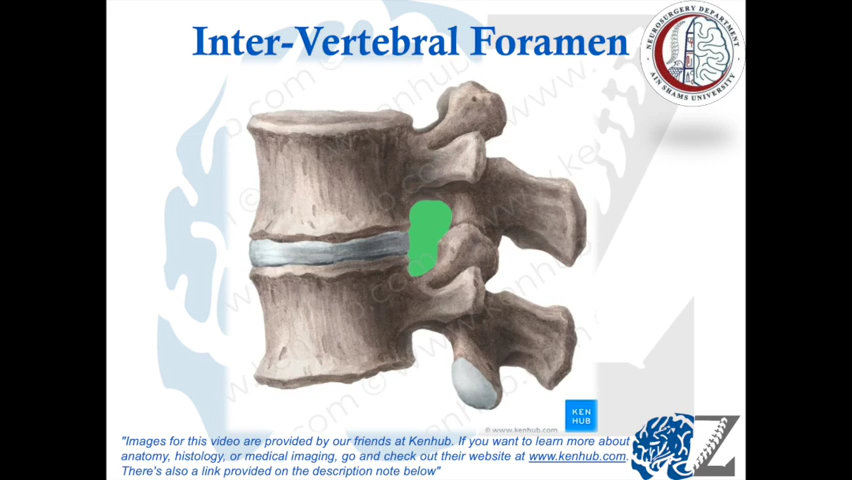 Inter-Vertebral Foramen
NEUROSURGERY DEPARTMENT
AIN SHAMS UNIVERSITY
KEN
HUB
© www.kenhub.com
"Images for this video are provided by our friends at Kenhub. If you want to learn more about
anatomy, histology, or medical imaging, go and check out their website at www.kenhub.com.
There's also a link provided on the description note below"